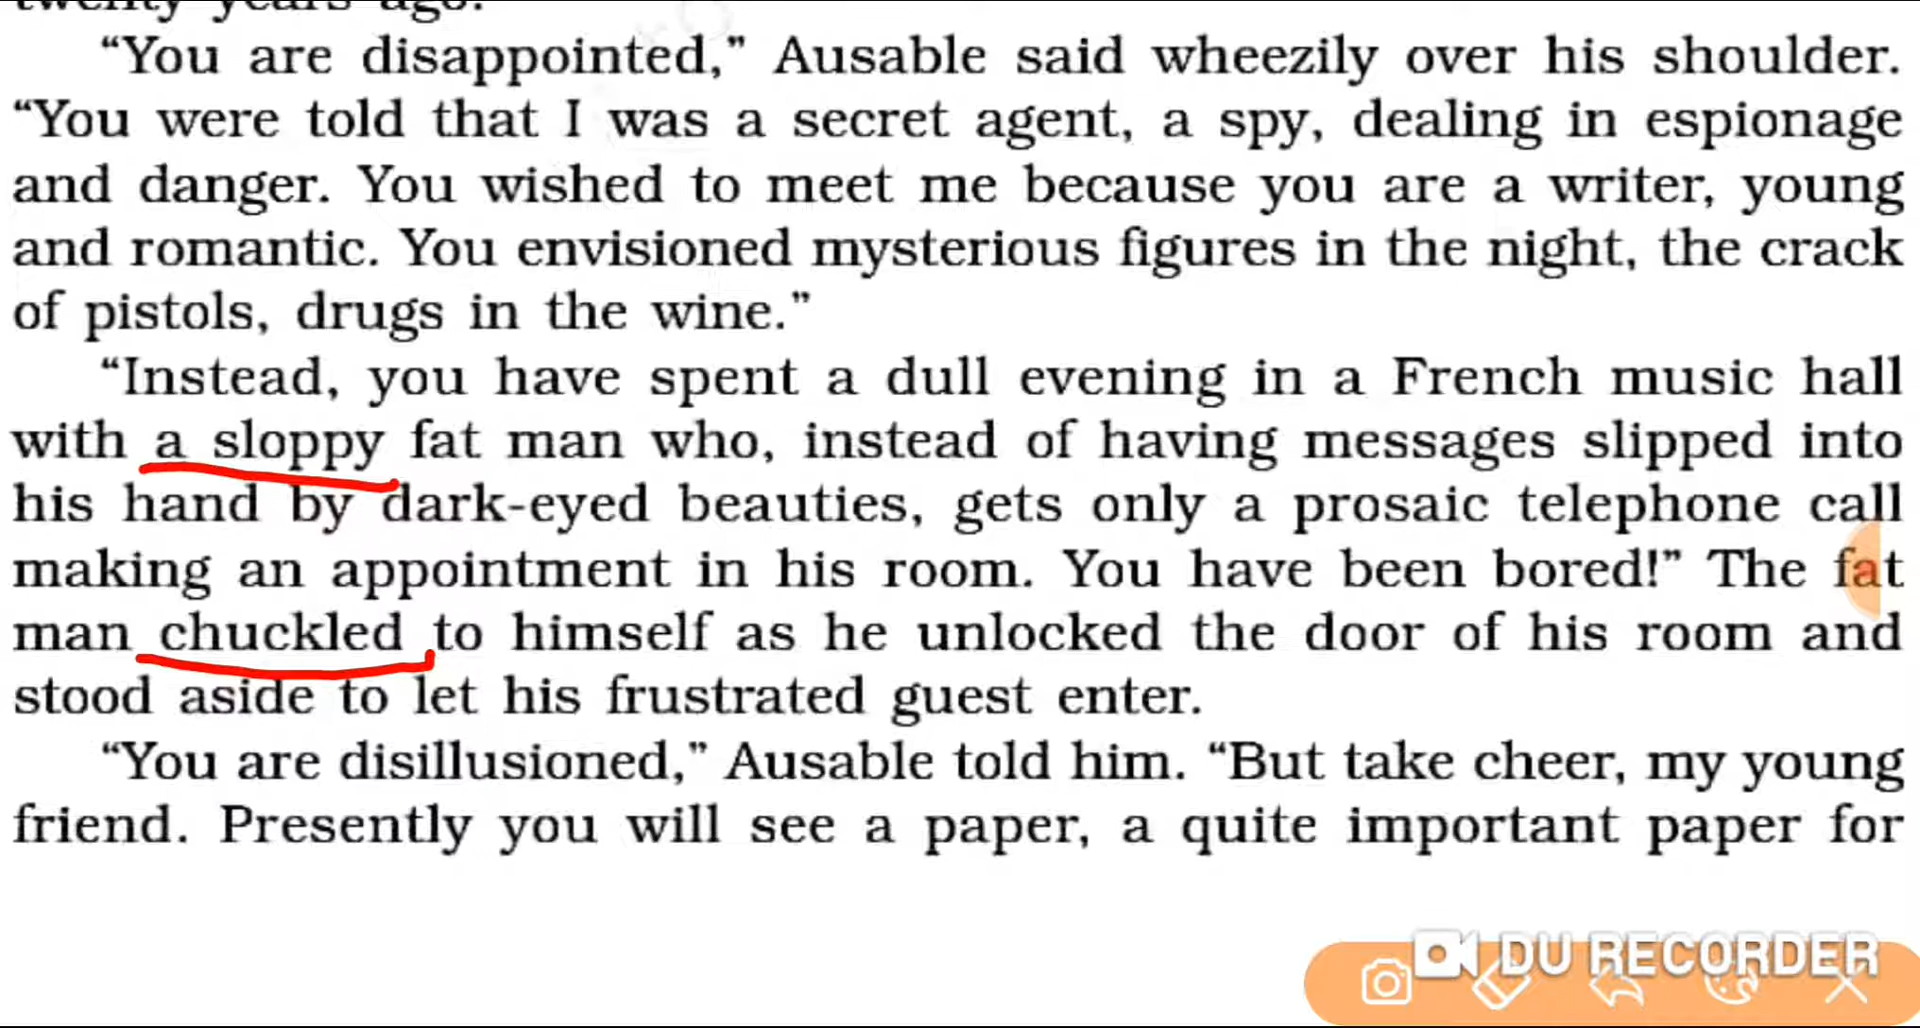 twenty years ago.
“You are disappointed,” Ausable said wheezily over his shoulder.
“You were told that I was a secret agent, a spy, dealing in espionage
and danger. You wished to meet me because you are a writer, young
and romantic. You envisioned mysterious figures in the night, the crack
of pistols, drugs in the wine.”
“Instead, you have spent a dull evening in a French music hall
with a sloppy fat man who, instead of having messages slipped into
his hand by dark-eyed beauties, gets only a prosaic telephone call
making an appointment in his room. You have been bored!” The fat
man chuckled to himself as he unlocked the door of his room and
stood aside to let his frustrated guest enter.
“You are disillusioned,” Ausable told him. “But take cheer, my young
friend. Presently you will see a paper, a quite important paper for
DU RECORDER